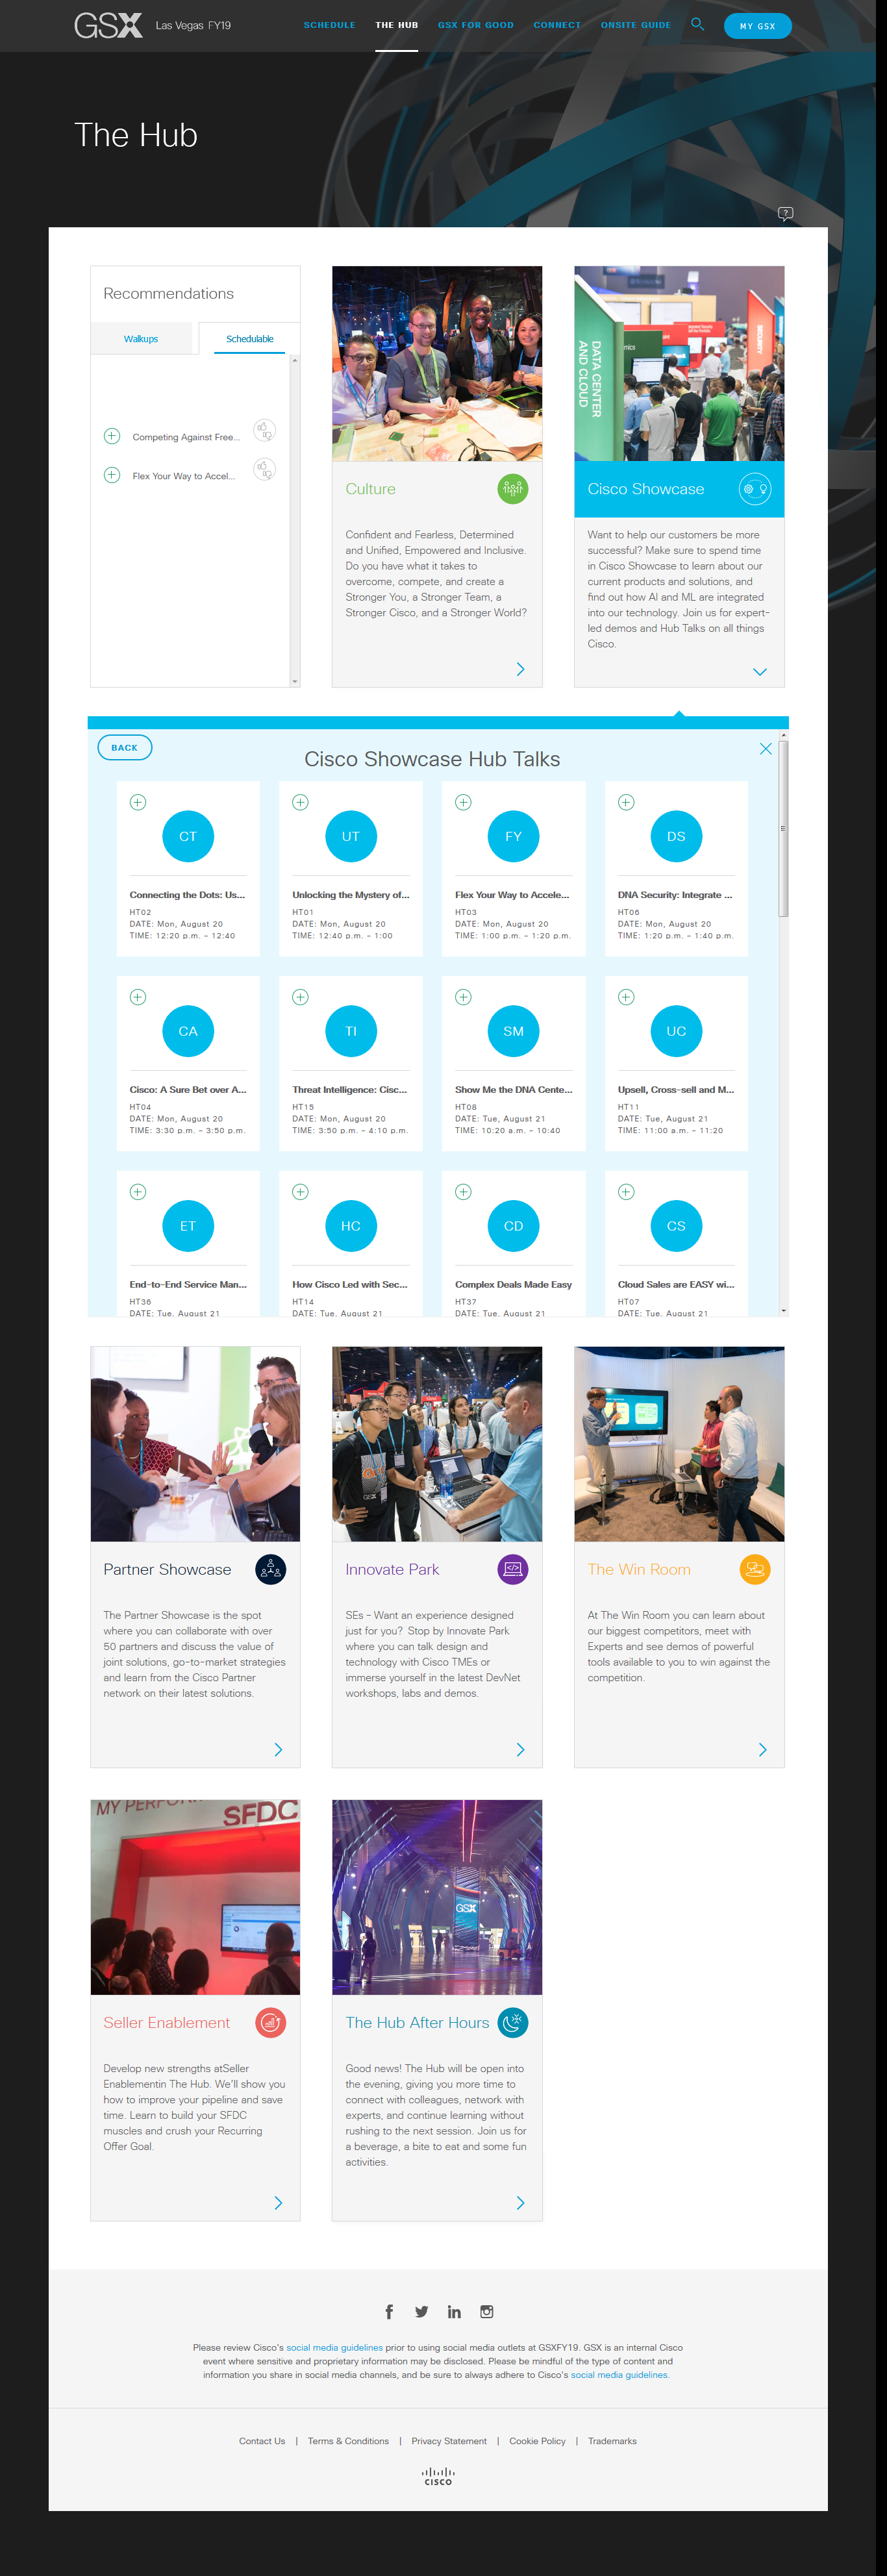 GSX Las Vegas FY19
SCHEDULE THE HUB GSX FOR GOOD CONNECT ONSITE GUIDE MY GSX
The Hub
?
Recommendations
Walkups Schedulable
Competing Against Free...
Flex Your Way to Accel...
DATA CENTER
AND CLOUD
SECURITY
Culture
Confident and Fearless, Determined
and Unified, Empowered and Inclusive.
Do you have what it takes to
overcome, compete, and create a
Stronger You, a Stronger Team, a
Stronger Cisco, and a Stronger World?
Cisco Showcase
Want to help our customers be more
successful? Make sure to spend time
in Cisco Showcase to learn about our
current products and solutions, and
find out how AI and ML are integrated
into our technology. Join us for expert-
led demos and Hub Talks on all things
Cisco.
BACK
Cisco Showcase Hub Talks
CT
Connecting the Dots: Us...
HT02
DATE: Mon, August 20
TIME: 12:20 p.m. – 12:40
UT
Unlocking the Mystery of...
HT01
DATE: Mon, August 20
TIME: 12:40 p.m. – 1:00
FY
Flex Your Way to Accele...
HT03
DATE: Mon, August 20
TIME: 1:00 p.m. – 1:20 p.m.
DS
DNA Security: Integrate ...
HT06
DATE: Mon, August 20
TIME: 1:20 p.m. – 1:40 p.m.
CA
Cisco: A Sure Bet over A...
HT04
DATE: Mon, August 20
TIME: 3:30 p.m. – 3:50 p.m.
TI
Threat Intelligence: Cisc...
HT15
DATE: Mon, August 20
TIME: 3:50 p.m. – 4:10 p.m.
SM
Show Me the DNA Cente...
HT08
DATE: Tue, August 21
TIME: 10:20 a.m. – 10:40
UC
Upsell, Cross-sell and M...
HT11
DATE: Tue, August 21
TIME: 11:00 a.m. – 11:20
ET
End-to-End Service Man...
HT36
DATE: Tue, August 21
HC
How Cisco Led with Sec...
HT14
DATE: Tue, August 21
CD
Complex Deals Made Easy
HT37
DATE: Tue, August 21
CS
Cloud Sales are EASY wi...
HT07
DATE: Tue, August 21
GSX
Partner Showcase
The Partner Showcase is the spot
where you can collaborate with over
50 partners and discuss the value of
joint solutions, go-to-market strategies
and learn from the Cisco Partner
network on their latest solutions.
Innovate Park
SEs – Want an experience designed
just for you? Stop by Innovate Park
where you can talk design and
technology with Cisco TMEs or
immerse yourself in the latest DevNet
workshops, labs and demos.
The Win Room
At The Win Room you can learn about
our biggest competitors, meet with
Experts and see demos of powerful
tools available to you to win against the
competition.
MY PERFOR
SFDC
GSX
Seller Enablement
Develop new strengths atSeller
Enablementin The Hub. We'll show you
how to improve your pipeline and save
time. Learn to build your SFDC
muscles and crush your Recurring
Offer Goal.
The Hub After Hours
Good news! The Hub will be open into
the evening, giving you more time to
connect with colleagues, network with
experts, and continue learning without
rushing to the next session. Join us for
a beverage, a bite to eat and some fun
activities.
Please review Cisco's social media guidelines prior to using social media outlets at GSXFY19. GSX is an internal Cisco
event where sensitive and proprietary information may be disclosed. Please be mindful of the type of content and
information you share in social media channels, and be sure to always adhere to Cisco's social media guidelines.
Contact Us | Terms & Conditions | Privacy Statement | Cookie Policy | Trademarks
CISCO